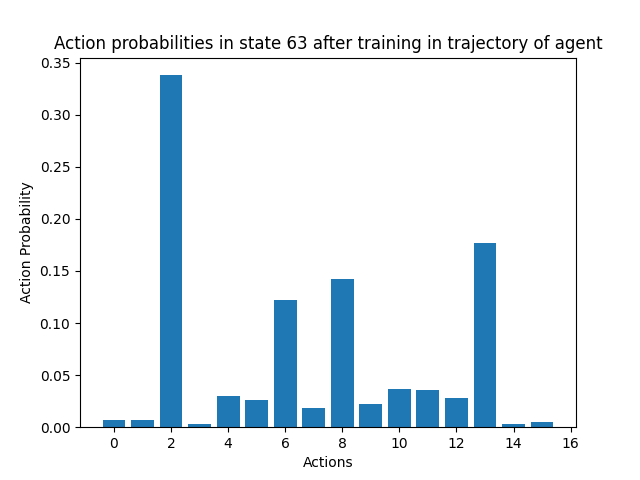 Action probabilities in state 63 after training in trajectory of agent
0.35
0.30
0.25
0.20
0.15
0.10
0.05
0.00
Action Probability
0 2 4 6 8 10 12 14 16
Actions